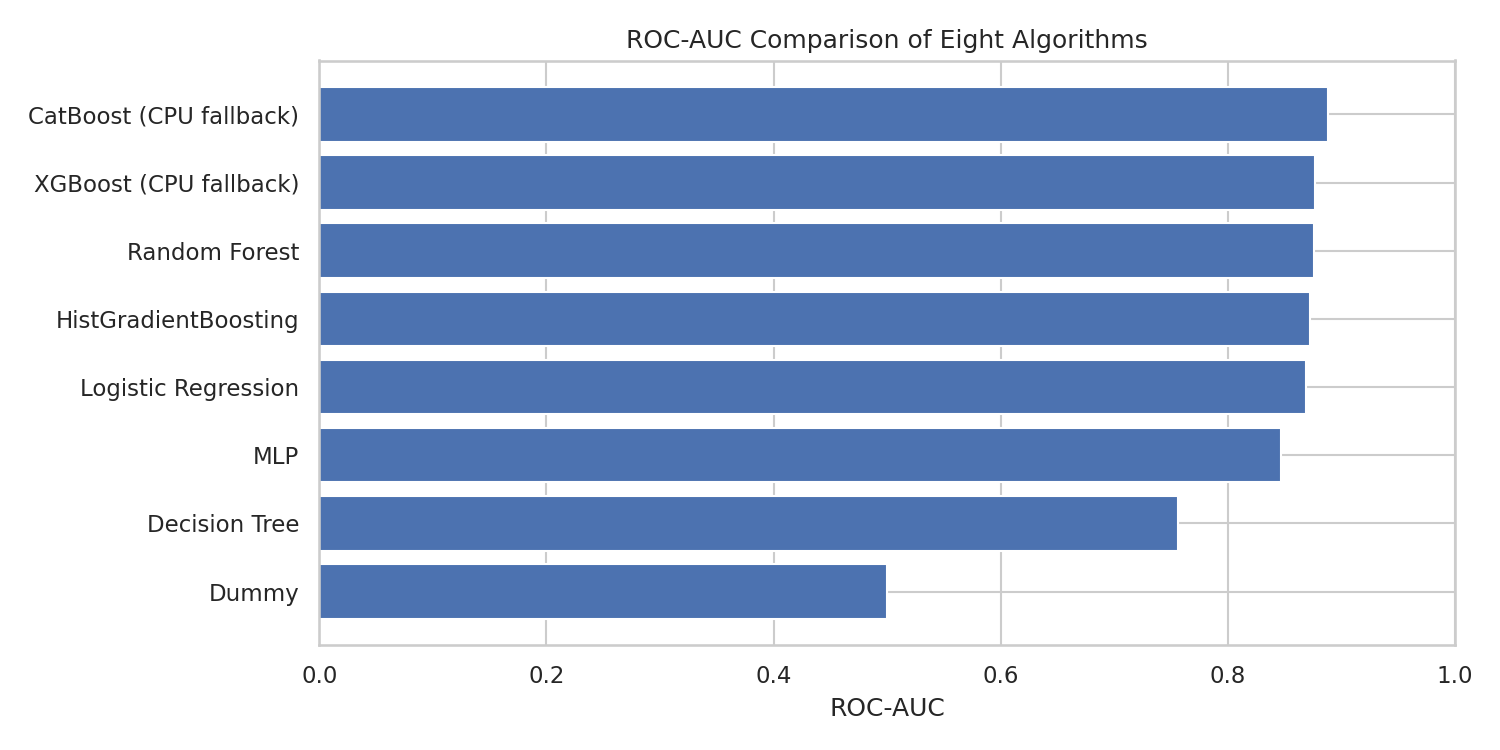 ROC-AUC Comparison of Eight Algorithms
CatBoost (CPU fallback)
XGBoost (CPU fallback)
Random Forest
HistGradientBoosting
Logistic Regression
MLP
Decision Tree
Dummy
0.0 0.2 0.4 0.6 0.8 1.0
ROC-AUC